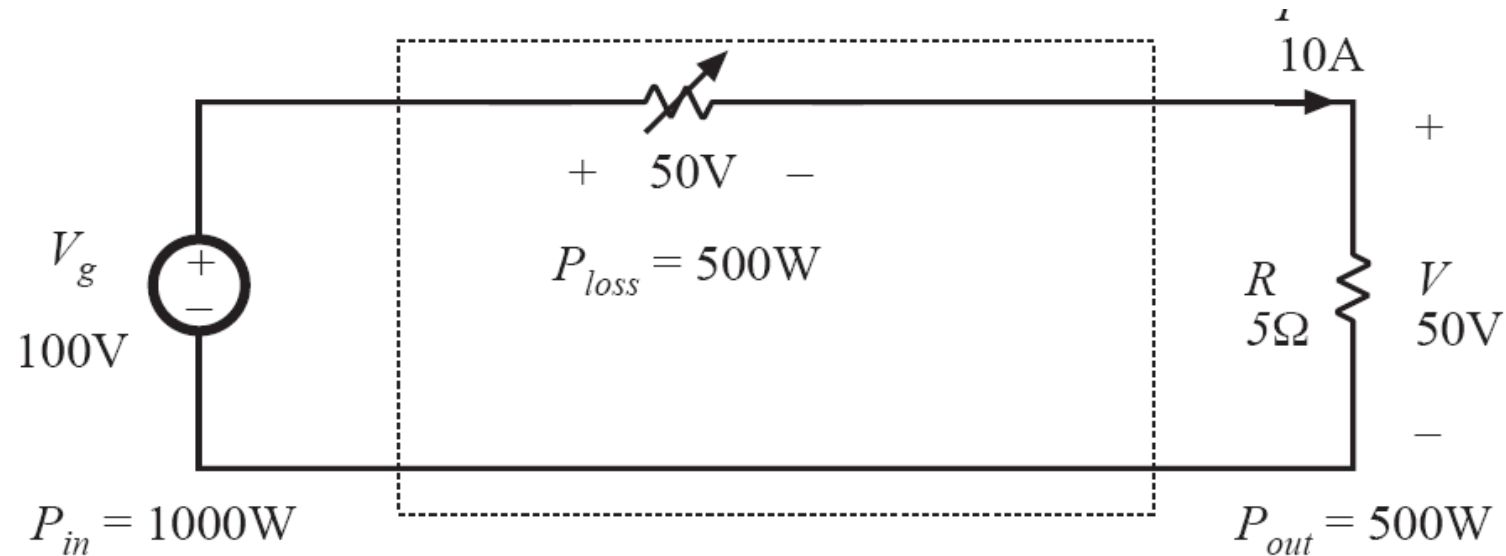 10A
+
+ 50V –
V_g
+
–
100V
P_loss = 500W
R
5Ω
V
50V
–
P_in = 1000W
P_out = 500W